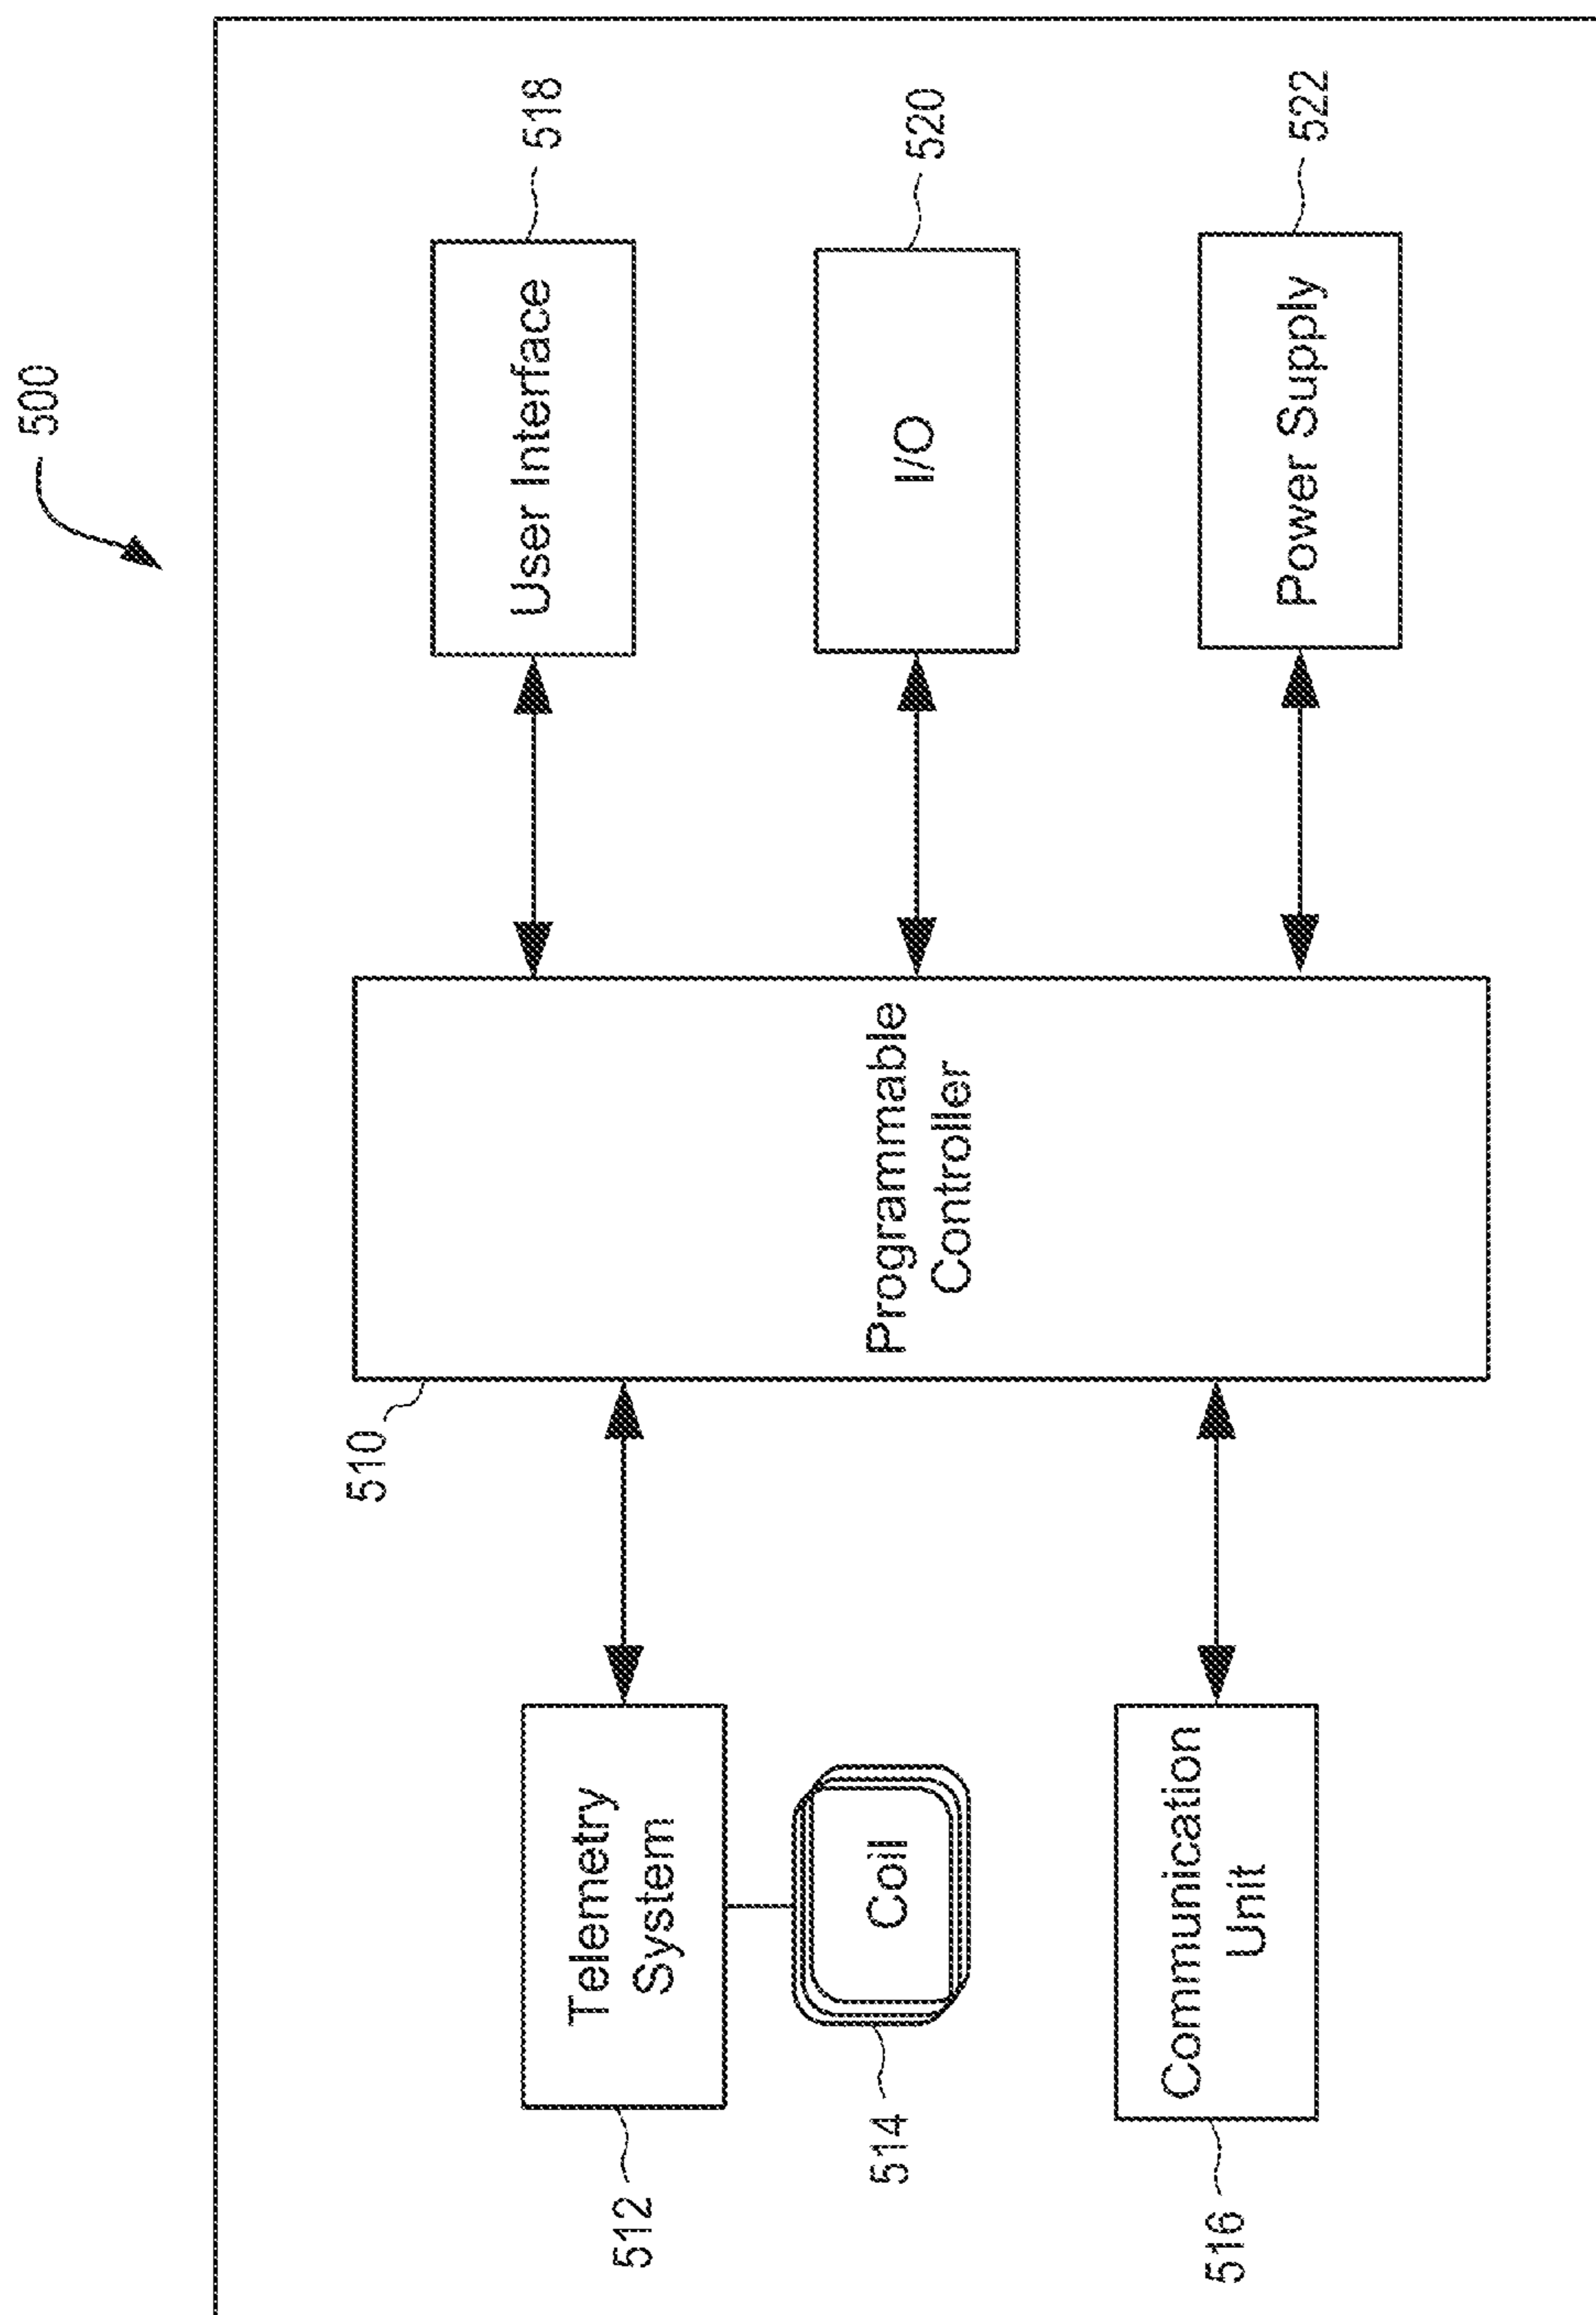 500
510
512
Telemetry
System
514
Coil
516
Communication
Unit
Programmable
Controller
User Interface
518
I/O
520
Power Supply
522